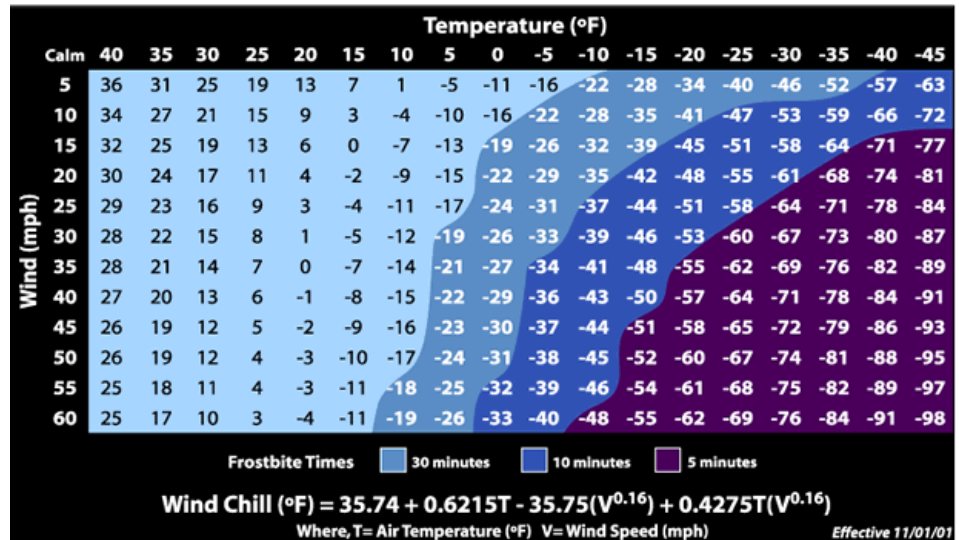 Temperature (ºF)
Calm 40 35 30 25 20 15 10 5 0 -5 -10 -15 -20 -25 -30 -35 -40 -45
5 36 31 25 19 13 7 1 -5 -11 -16 -22 -28 -34 -40 -46 -52 -57 -63
10 34 27 21 15 9 3 -4 -10 -16 -22 -28 -35 -41 -47 -53 -59 -66 -72
15 32 25 19 13 6 0 -7 -13 -19 -26 -32 -39 -45 -51 -58 -64 -71 -77
20 30 24 17 11 4 -2 -9 -15 -22 -29 -35 -42 -48 -55 -61 -68 -74 -81
25 29 23 16 9 3 -4 -11 -17 -24 -31 -37 -44 -51 -58 -64 -71 -78 -84
30 28 22 15 8 1 -5 -12 -19 -26 -33 -39 -46 -53 -60 -67 -73 -80 -87
35 28 21 14 7 0 -7 -14 -21 -27 -34 -41 -48 -55 -62 -69 -76 -82 -89
40 27 20 13 6 -1 -8 -15 -22 -29 -36 -43 -50 -57 -64 -71 -78 -84 -91
45 26 19 12 5 -2 -9 -16 -23 -30 -37 -44 -51 -58 -65 -72 -79 -86 -93
50 26 19 12 4 -3 -10 -17 -24 -31 -38 -45 -52 -60 -67 -74 -81 -88 -95
55 25 18 11 4 -3 -11 -18 -25 -32 -39 -46 -54 -61 -68 -75 -82 -89 -97
60 25 17 10 3 -4 -11 -19 -26 -33 -40 -48 -55 -62 -69 -76 -84 -91 -98
Wind (mph)
Frostbite Times 30 minutes 10 minutes 5 minutes
Wind Chill (ºF) = 35.74 + 0.6215T - 35.75(V^0.16) + 0.4275T(V^0.16)
Where, T= Air Temperature (ºF) V= Wind Speed (mph) Effective 11/01/01